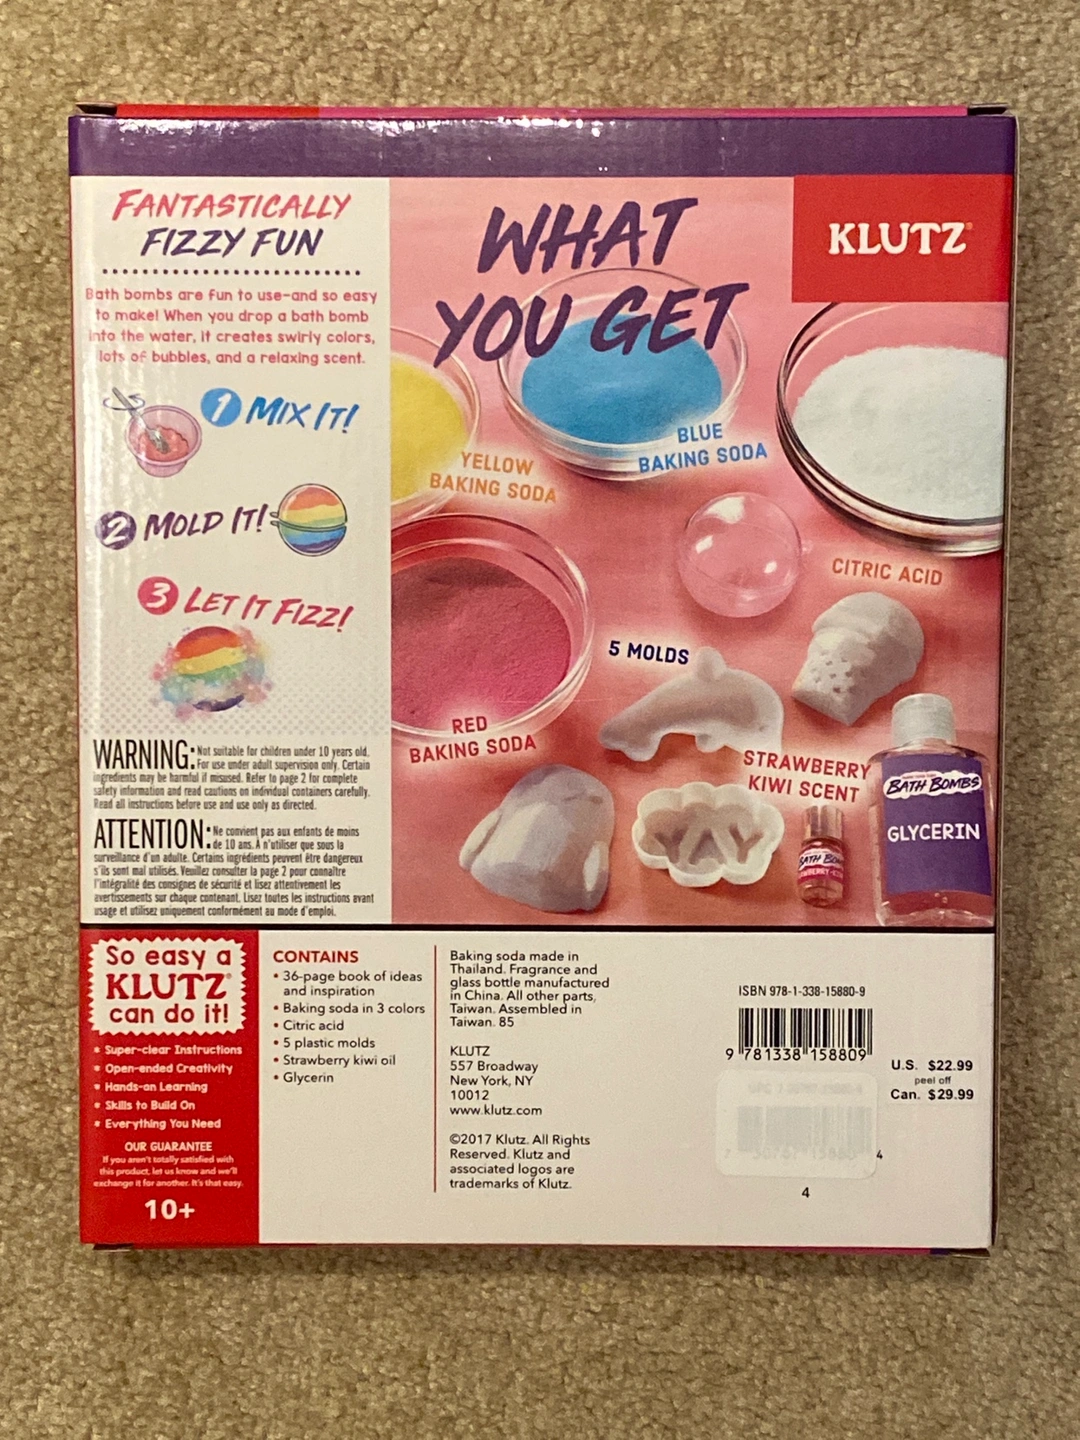 FANTASTICALLY
FIZZY FUN
Bath bombs are fun to use—and so easy
to make! When you drop a bath bomb
into the water, it creates swirly colors,
lots of bubbles, and a relaxing scent.
1 MIX IT!
2 MOLD IT!
3 LET IT FIZZ!
WARNING: Not suitable for children under 10 years old.
For use under adult supervision only. Certain
ingredients may be harmful if misused. Refer to page 2 for complete
safety information and read cautions on individual containers carefully.
Read all instructions before use and use only as directed.
ATTENTION: Ne convient pas aux enfants de moins
de 10 ans. À n'utiliser que sous la
surveillance d'un adulte. Certains ingrédients peuvent être dangereux
s'ils sont mal utilisés. Veuillez consulter la page 2 pour connaître
l'intégralité des consignes de sécurité et lisez attentivement les
avertissements sur chaque contenant. Lisez toutes les instructions avant
usage et utilisez uniquement conformément au mode d'emploi.
WHAT
YOU GET
KLUTZ
YELLOW
BAKING SODA
BLUE
BAKING SODA
CITRIC ACID
5 MOLDS
RED
BAKING SODA
STRAWBERRY
KIWI SCENT
BATH BOMBS
BATH BOMBS
GLYCERIN
So easy a
KLUTZ®
can do it!
• Super-clear Instructions
• Open-ended Creativity
• Hands-on Learning
• Skills to Build On
• Everything You Need
OUR GUARANTEE
If you aren't totally satisfied with
this product, let us know and we'll
exchange it for another. It's that easy.
10+
CONTAINS
• 36-page book of ideas
and inspiration
• Baking soda in 3 colors
• Citric acid
• 5 plastic molds
• Strawberry kiwi oil
• Glycerin
Baking soda made in
Thailand. Fragrance and
glass bottle manufactured
in China. All other parts,
Taiwan. Assembled in
Taiwan. 85
KLUTZ
557 Broadway
New York, NY
10012
www.klutz.com
©2017 Klutz. All Rights
Reserved. Klutz and
associated logos are
trademarks of Klutz.
ISBN 978-1-338-15880-9
9 781338 158809
U.S. $22.99
peel off
Can. $29.99
4
4